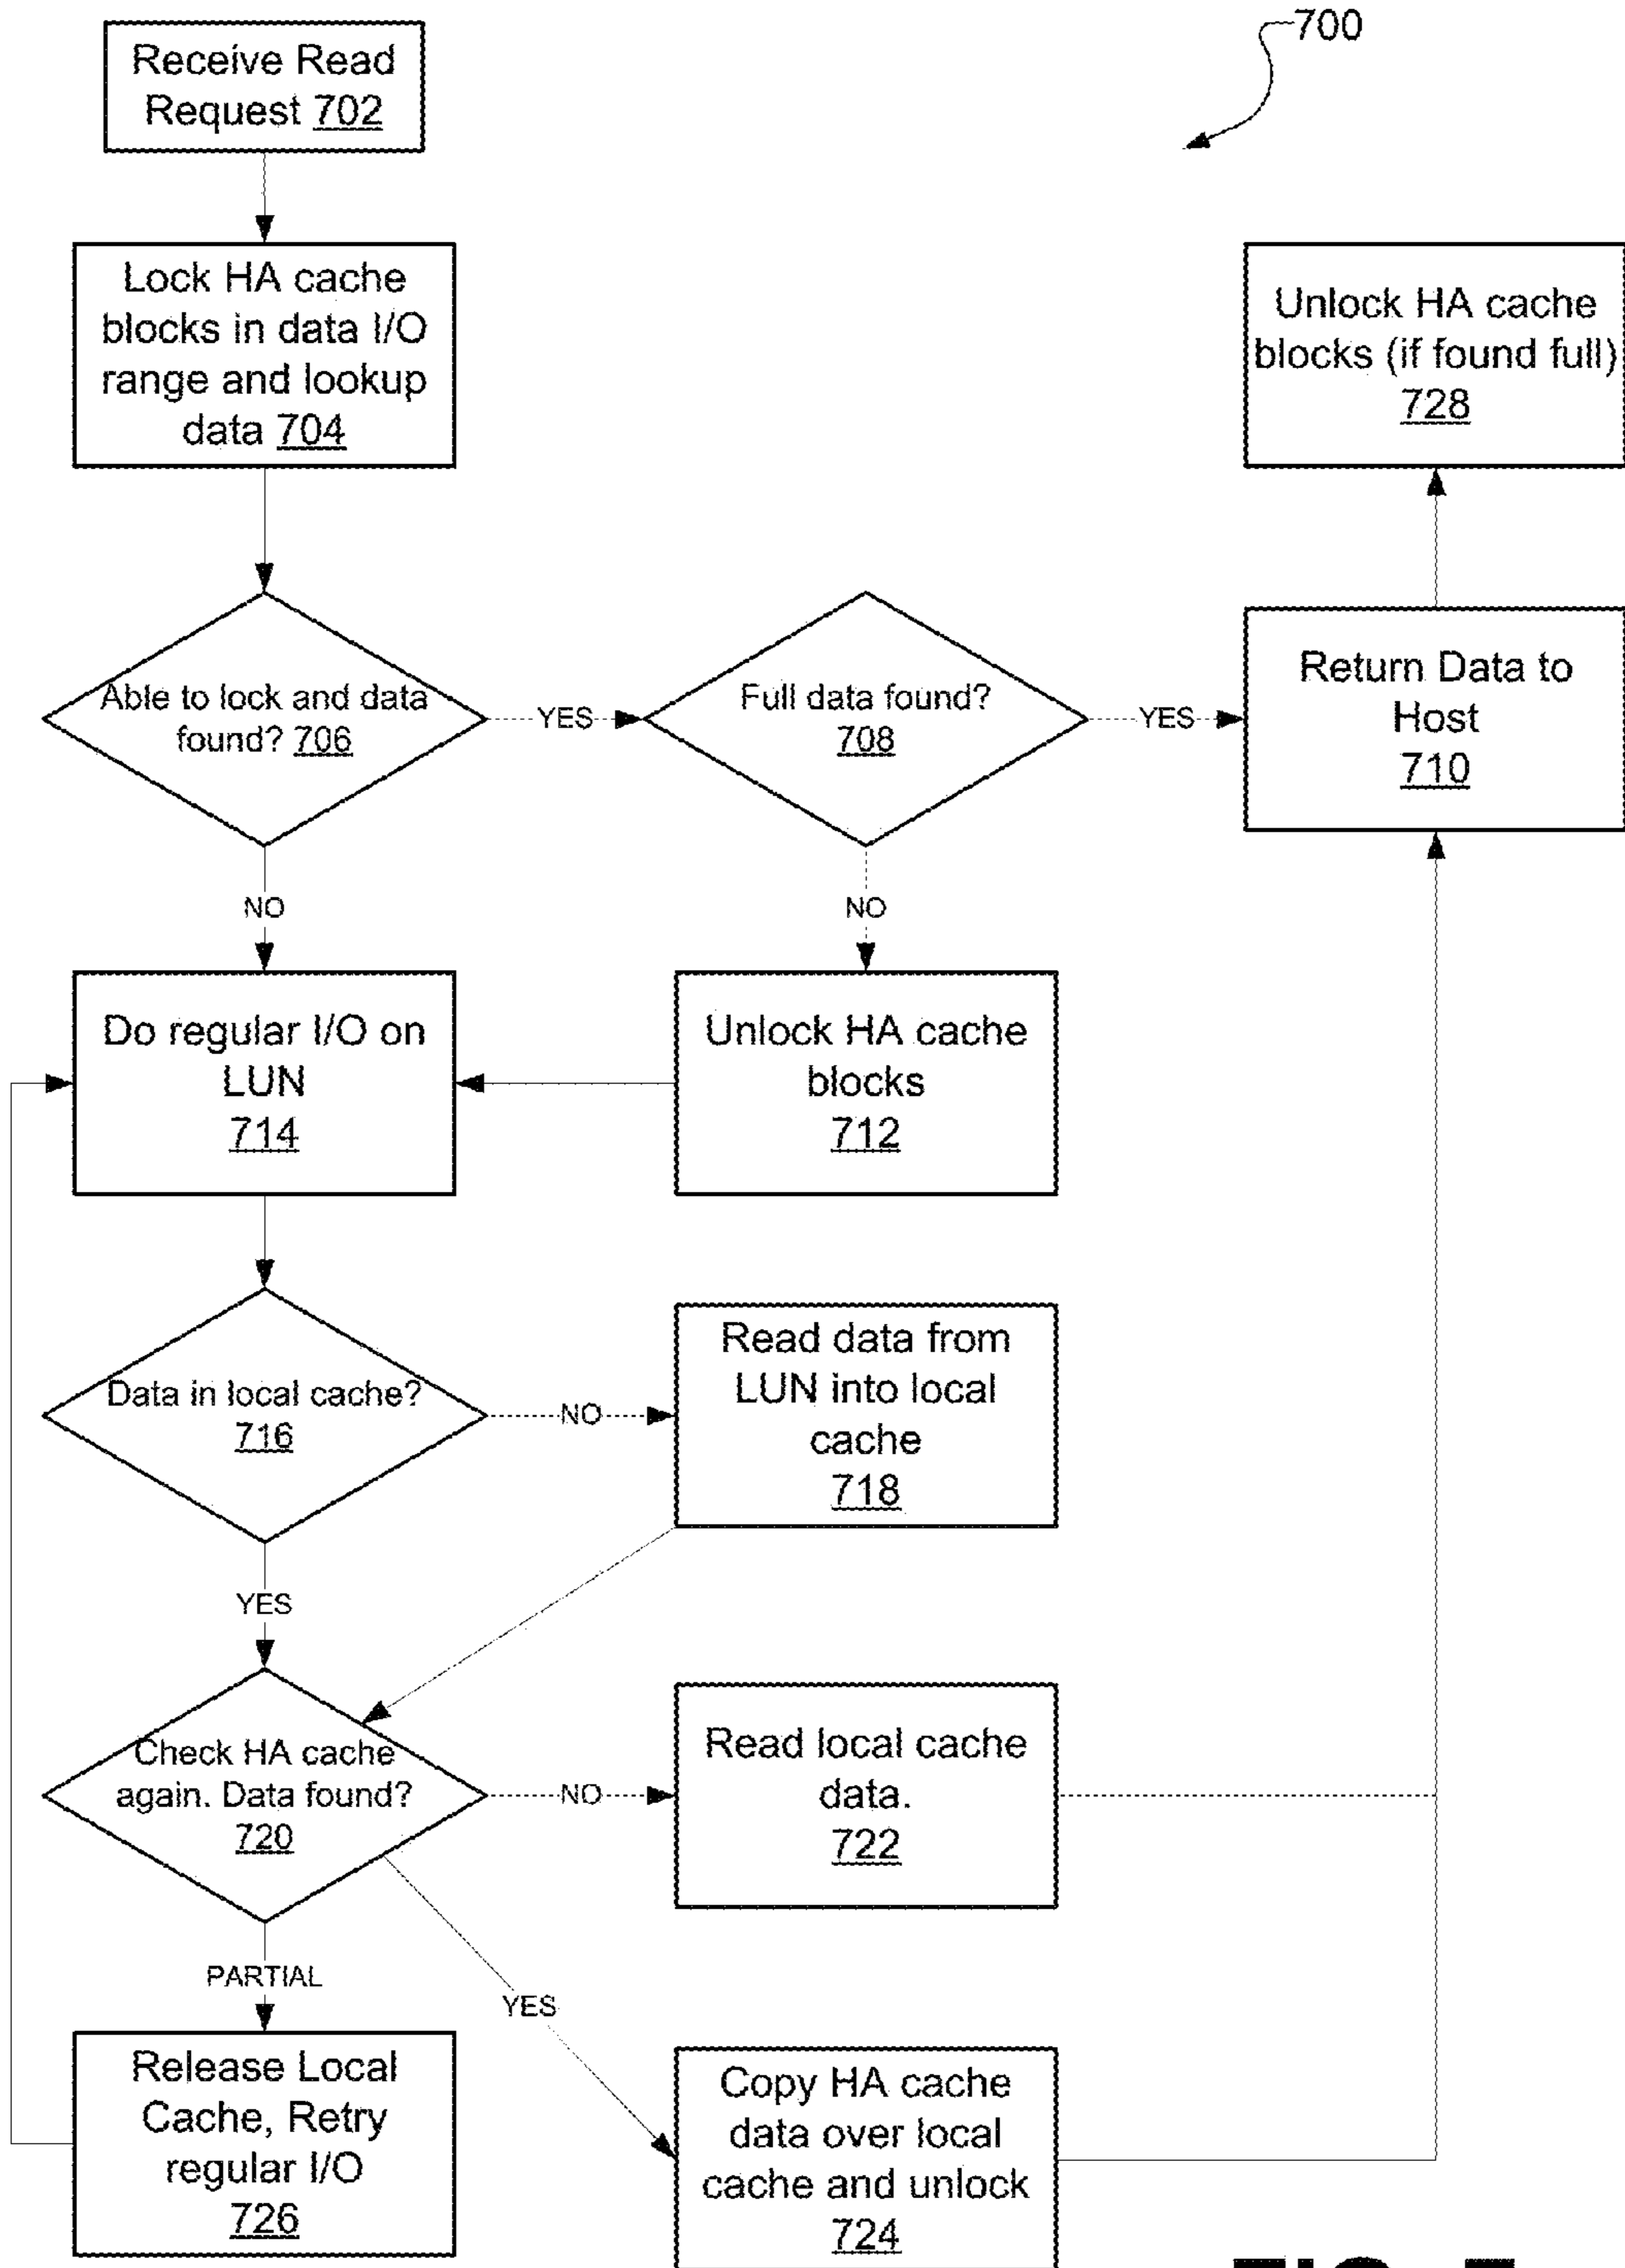 700
Receive Read
Request 702
Lock HA cache
blocks in data I/O
range and lookup
data 704
Unlock HA cache
blocks (if found full)
728
Able to lock and data
found? 706
YES
Full data found?
708
YES
Return Data to
Host
710
NO
NO
Do regular I/O on
LUN
714
Unlock HA cache
blocks
712
Data in local cache?
716
NO
Read data from
LUN into local
cache
718
YES
Check HA cache
again. Data found?
720
NO
Read local cache
data.
722
PARTIAL
YES
Release Local
Cache, Retry
regular I/O
726
Copy HA cache
data over local
cache and unlock
724